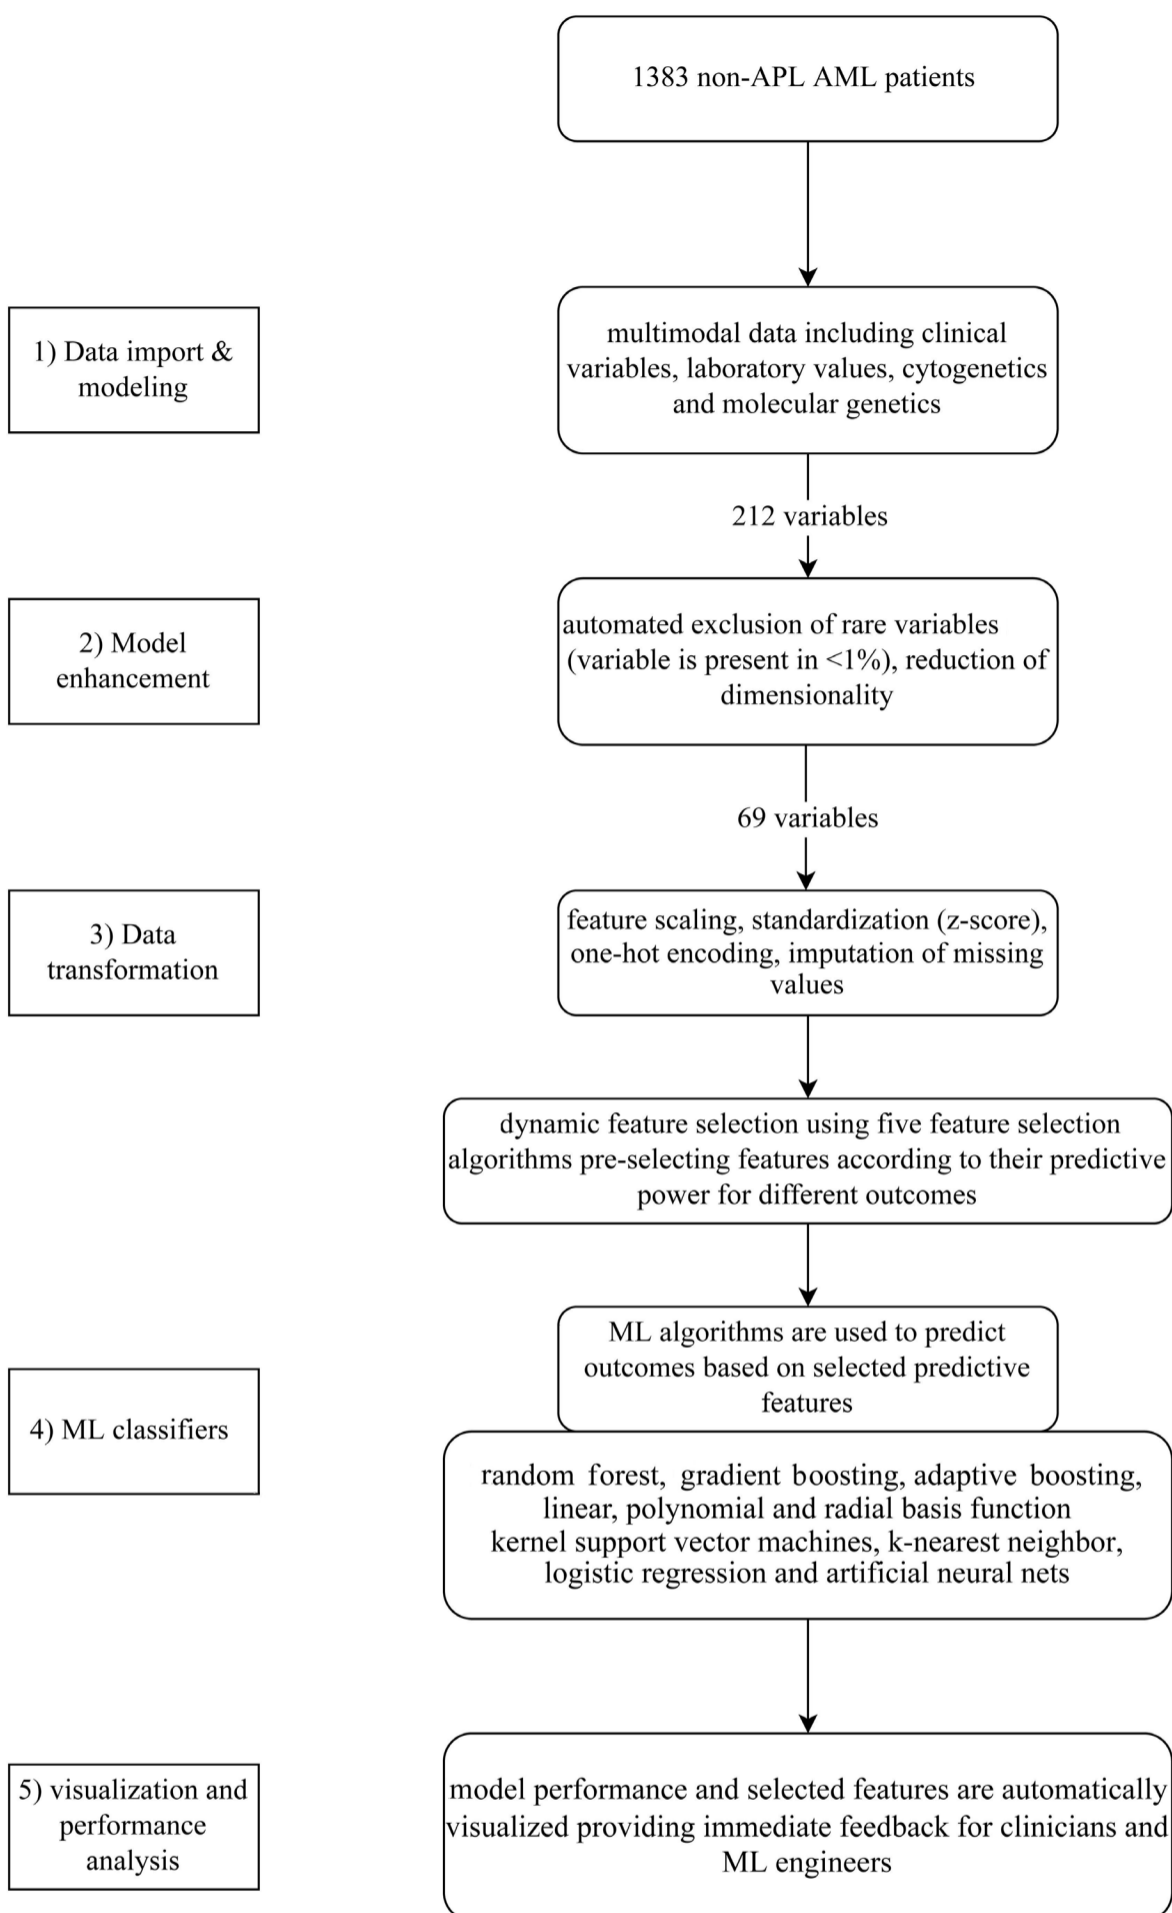 1383 non-APL AML patients
1) Data import &
modeling
multimodal data including clinical
variables, laboratory values, cytogenetics
and molecular genetics
212 variables
2) Model
enhancement
automated exclusion of rare variables
(variable is present in <1%), reduction of
dimensionality
69 variables
3) Data
transformation
feature scaling, standardization (z-score),
one-hot encoding, imputation of missing
values
dynamic feature selection using five feature selection
algorithms pre-selecting features according to their predictive
power for different outcomes
ML algorithms are used to predict
outcomes based on selected predictive
features
4) ML classifiers
random forest, gradient boosting, adaptive boosting,
linear, polynomial and radial basis function
kernel support vector machines, k-nearest neighbor,
logistic regression and artificial neural nets
5) visualization and
performance
analysis
model performance and selected features are automatically
visualized providing immediate feedback for clinicians and
ML engineers